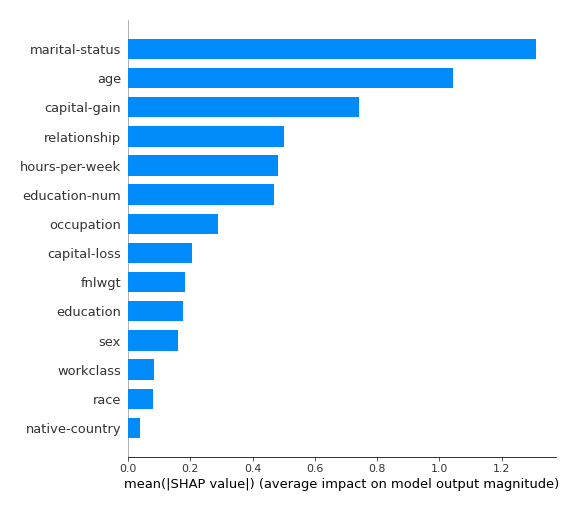 marital-status
age
capital-gain
relationship
hours-per-week
education-num
occupation
capital-loss
fnlwgt
education
sex
workclass
race
native-country
0.0 0.2 0.4 0.6 0.8 1.0 1.2
mean(|SHAP value|) (average impact on model output magnitude)